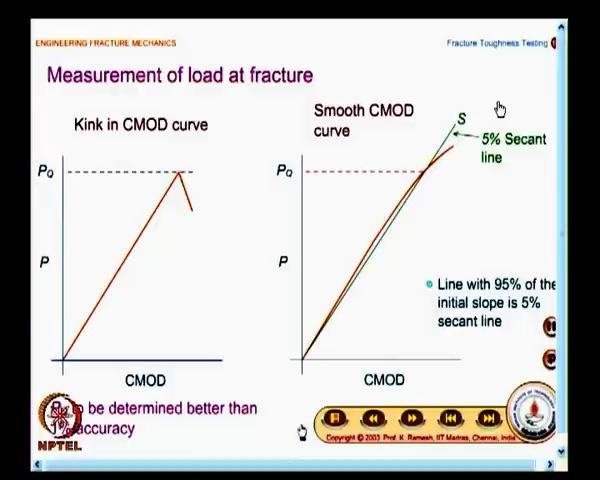 ENGINEERING FRACTURE MECHANICS
Fracture Toughness Testing
Measurement of load at fracture
Kink in CMOD curve
Smooth CMOD
curve
S
5% Secant
line
PQ
PQ
P
P
Line with 95% of the
initial slope is 5%
secant line
CMOD
CMOD
to be determined better than
accuracy
NPTEL
Copyright © 2003 Prof. K. Ramesh, IIT Madras, Chennai, India